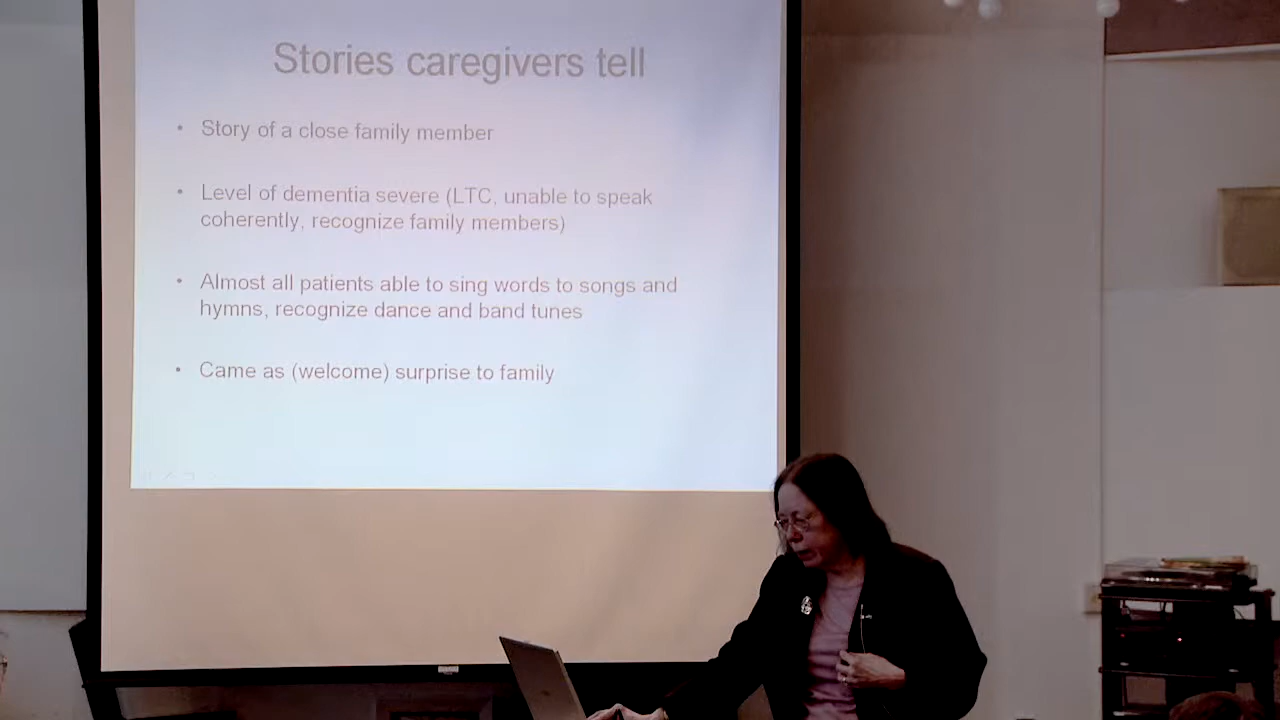 Stories caregivers tell
• Story of a close family member
• Level of dementia severe (LTC, unable to speak
coherently, recognize family members)
• Almost all patients able to sing words to songs and
hymns, recognize dance and band tunes
• Came as (welcome) surprise to family